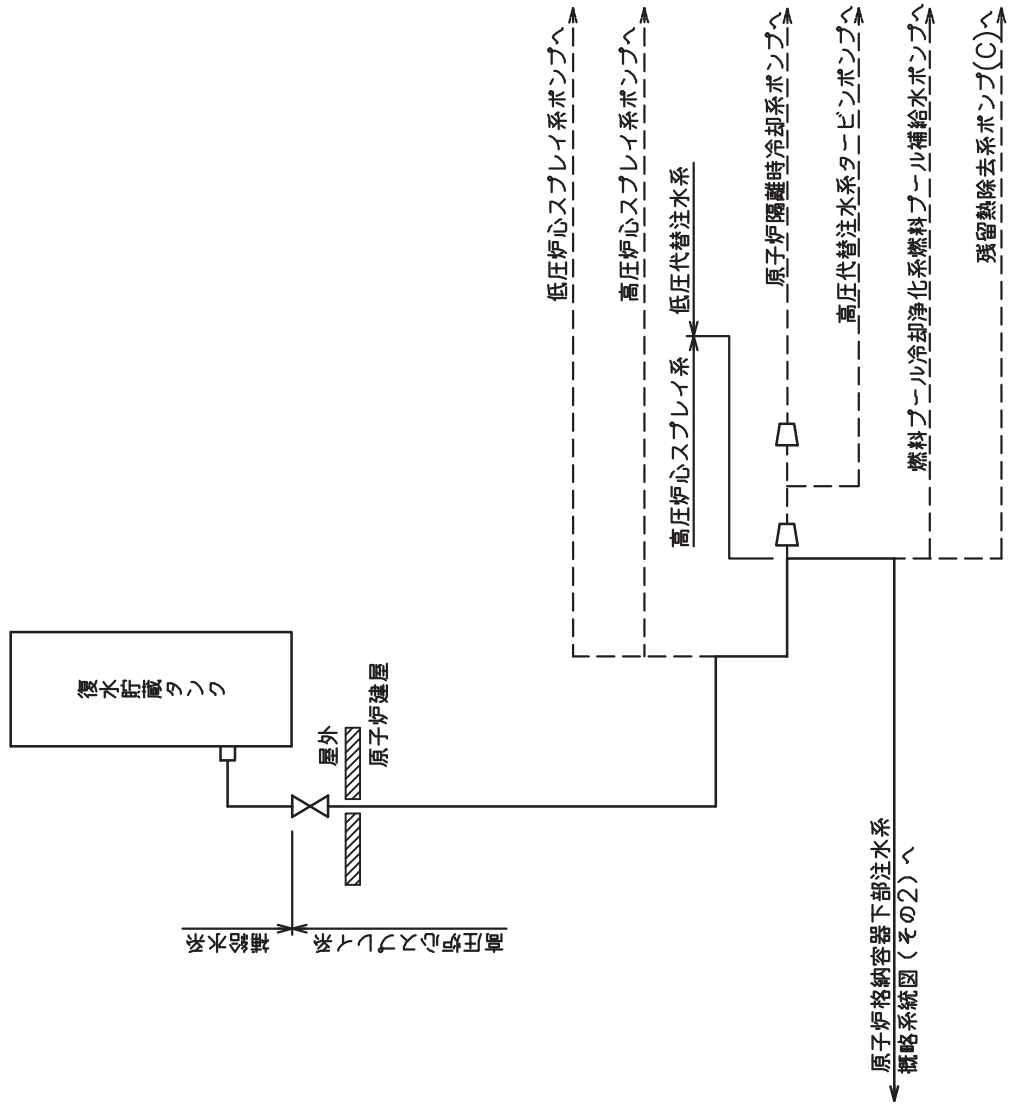 復水貯蔵タンク
屋外
原子炉建屋
補給水系
高圧炉心スプレイ系
低圧炉心スプレイ系ポンプへ
高圧炉心スプレイ系ポンプへ
高圧炉心スプレイ系
低圧代替注水系
原子炉隔離時冷却系ポンプへ
高圧代替注水系タービンポンプへ
燃料プール冷却浄化系燃料プール補給水ポンプへ
残留熱除去系ポンプ(C)へ
原子炉格納容器下部注水系
概略系統図(その2)へ